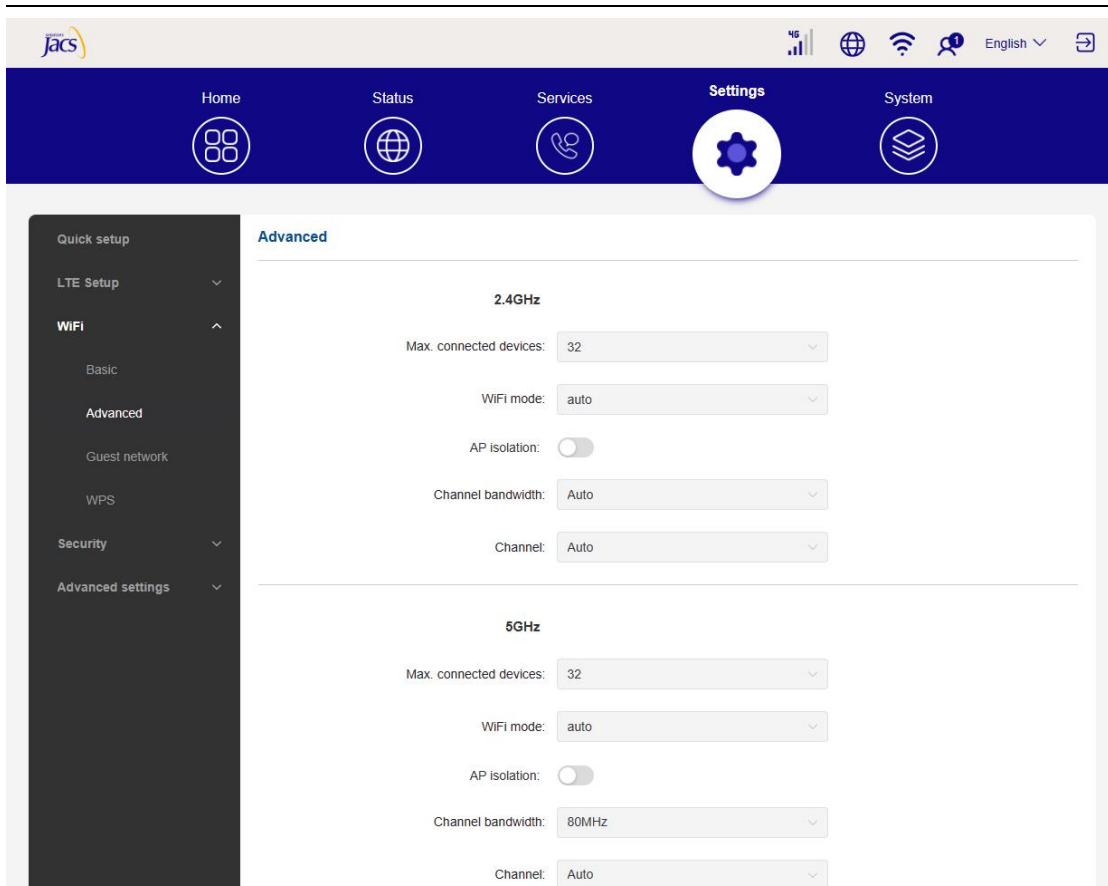 jacs
4G
1
English
Home Status Services Settings System
Quick setup
LTE Setup
WiFi
Basic
Advanced
Guest network
WPS
Security
Advanced settings
Advanced
2.4GHz
Max. connected devices: 32
WiFi mode: auto
AP isolation:
Channel bandwidth: Auto
Channel: Auto
5GHz
Max. connected devices: 32
WiFi mode: auto
AP isolation:
Channel bandwidth: 80MHz
Channel: Auto